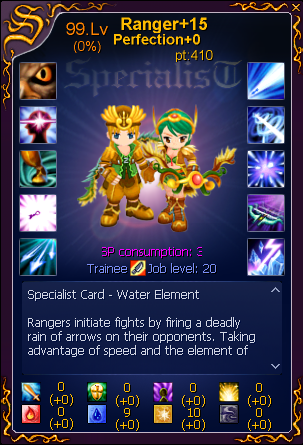 S
99.Lv
Ranger+15
(0%)
Perfection+0
pt:410
Specialist
SP consumption: 3
Trainee Job level: 20
Specialist Card - Water Element
Rangers initiate fights by firing a deadly
rain of arrows on their opponents. Taking
advantage of speed and the element of
0 0 0 0
(+0) (+0) (+0) (+0)
0 9 10 0
(+0) (+0) (+0) (+0)